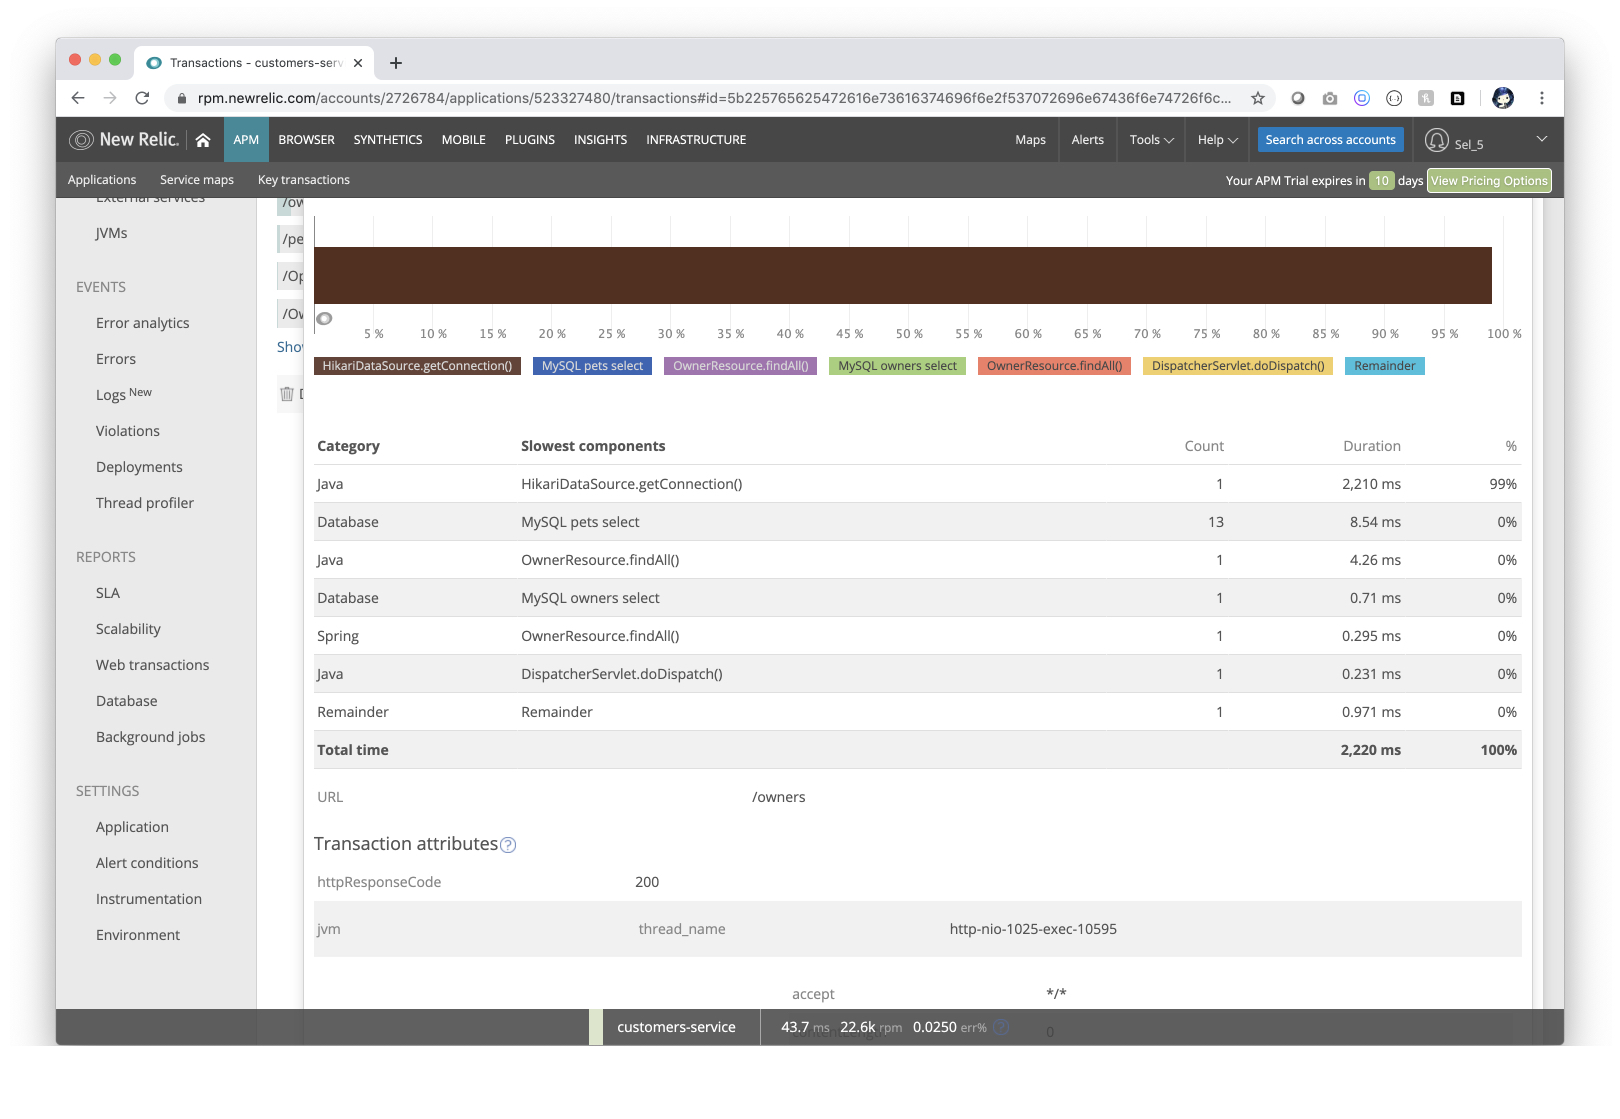 Transactions - customers-serv
rpm.newrelic.com/accounts/2726784/applications/523327480/transactions#id=5b225765625472616e73616374696f6e2f537072696e67436f6e74726f6c...
New Relic. APM BROWSER SYNTHETICS MOBILE PLUGINS INSIGHTS INFRASTRUCTURE Maps Alerts Tools Help Search across accounts Sel_5
Applications Service maps Key transactions Your APM Trial expires in 10 days View Pricing Options
External services
JVMs
EVENTS
Error analytics
Errors
Logs New
Violations
Deployments
Thread profiler
REPORTS
SLA
Scalability
Web transactions
Database
Background jobs
SETTINGS
Application
Alert conditions
Instrumentation
Environment
/ow
/pe
/Op
/Ow
Show
5 % 10 % 15 % 20 % 25 % 30 % 35 % 40 % 45 % 50 % 55 % 60 % 65 % 70 % 75 % 80 % 85 % 90 % 95 % 100 %
HikariDataSource.getConnection() MySQL pets select OwnerResource.findAll() MySQL owners select OwnerResource.findAll() DispatcherServlet.doDispatch() Remainder
Category Slowest components Count Duration %
Java HikariDataSource.getConnection() 1 2,210 ms 99%
Database MySQL pets select 13 8.54 ms 0%
Java OwnerResource.findAll() 1 4.26 ms 0%
Database MySQL owners select 1 0.71 ms 0%
Spring OwnerResource.findAll() 1 0.295 ms 0%
Java DispatcherServlet.doDispatch() 1 0.231 ms 0%
Remainder Remainder 1 0.971 ms 0%
Total time 2,220 ms 100%
URL /owners
Transaction attributes ?
httpResponseCode 200
jvm thread_name http-nio-1025-exec-10595
accept */*
customers-service 43.7 ms 22.6k rpm 0.0250 err% ?